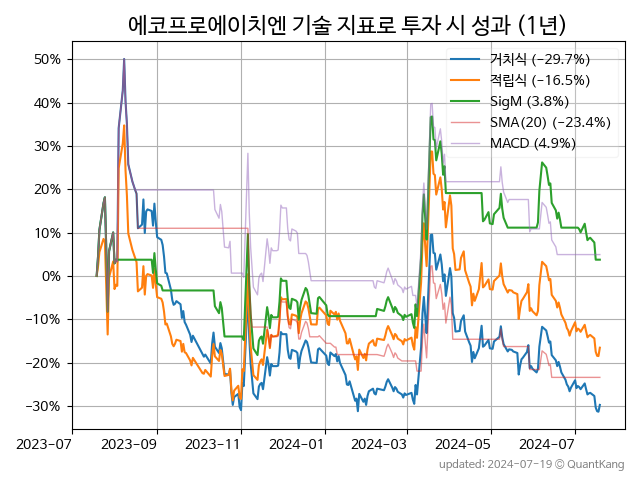 에코프로에이치엔 기술 지표로 투자 시 성과 (1년)
거치식 (−29.7%)
적립식 (−16.5%)
SigM (3.8%)
SMA(20) (−23.4%)
MACD (4.9%)
50%
40%
30%
20%
10%
0%
−10%
−20%
−30%
2023-07 2023-09 2023-11 2024-01 2024-03 2024-05 2024-07
updated: 2024-07-19 © QuantKang